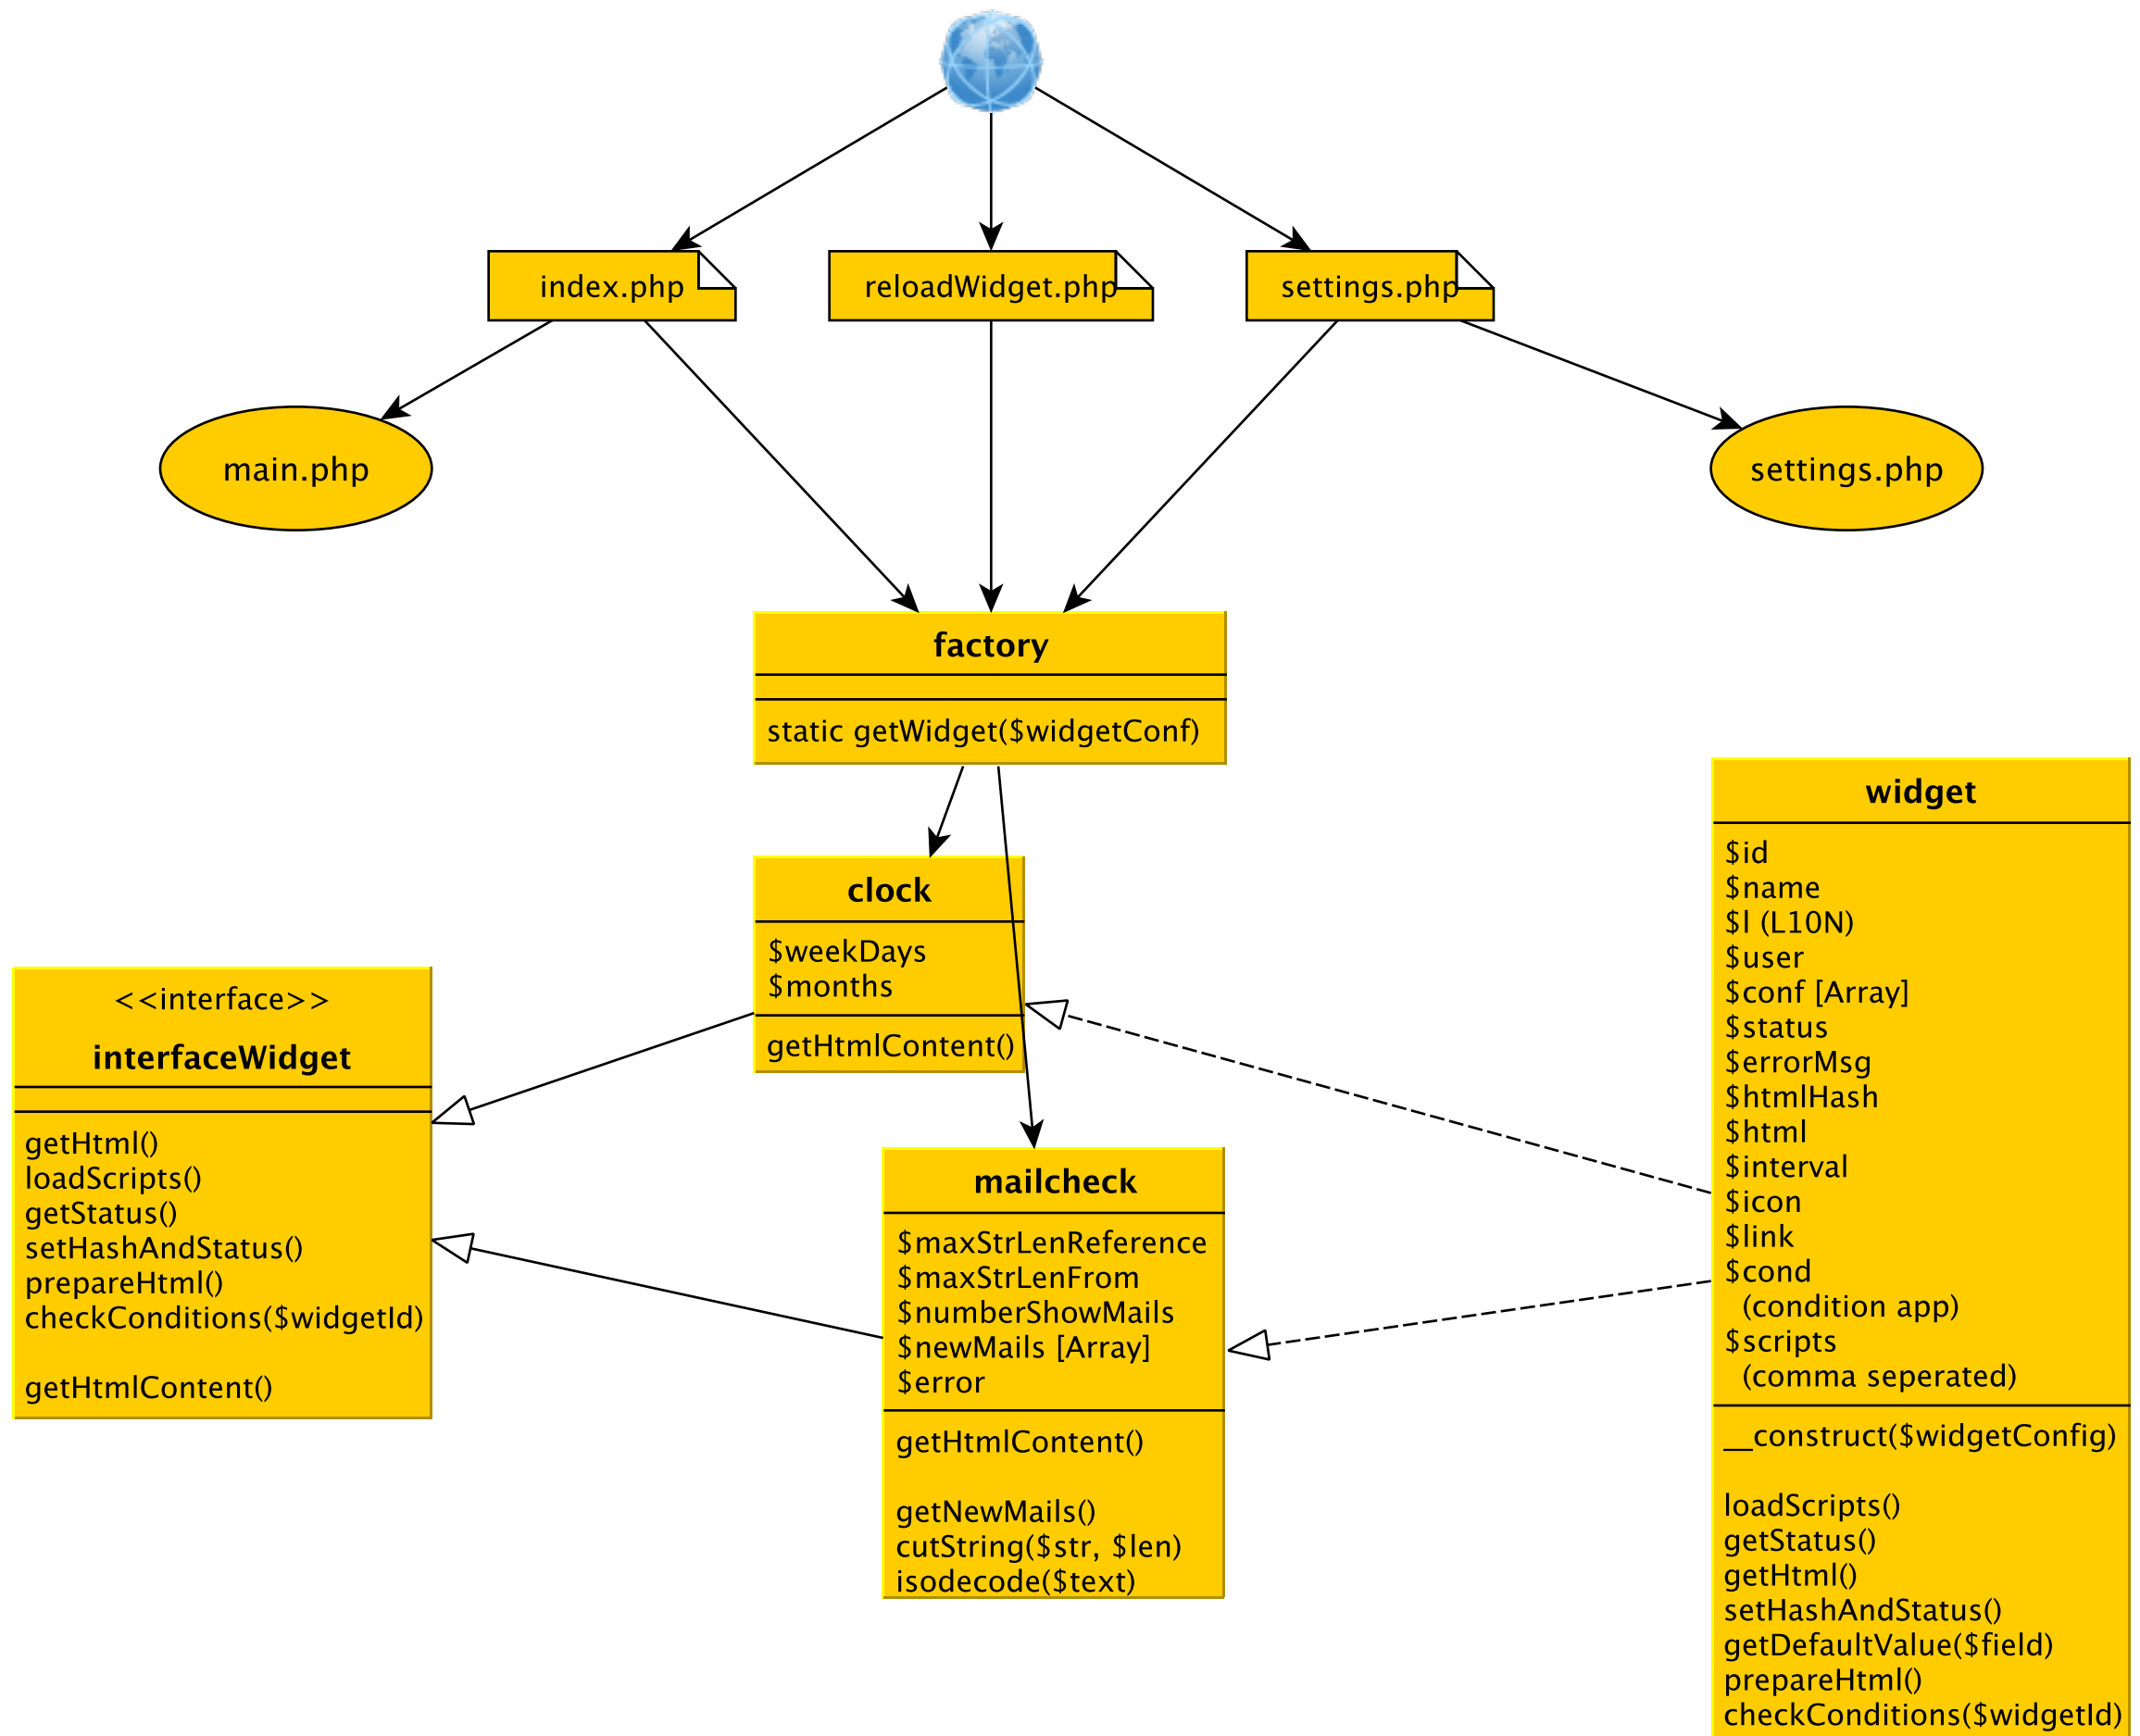 index.php
reloadWidget.php
settings.php
main.php
settings.php
factory
static getWidget($widgetConf)
clock
$weekDays
$months
getHtmlContent()
<<interface>>
interfaceWidget
getHtml()
loadScripts()
getStatus()
setHashAndStatus()
prepareHtml()
checkConditions($widgetId)
getHtmlContent()
mailcheck
$maxStrLenReference
$maxStrLenFrom
$numberShowMails
$newMails [Array]
$error
getHtmlContent()
getNewMails()
cutString($str, $len)
isodecode($text)
widget
$id
$name
$l (L10N)
$user
$conf [Array]
$status
$errorMsg
$htmlHash
$html
$interval
$icon
$link
$cond
(condition app)
$scripts
(comma seperated)
__construct($widgetConfig)
loadScripts()
getStatus()
getHtml()
setHashAndStatus()
getDefaultValue($field)
prepareHtml()
checkConditions($widgetId)